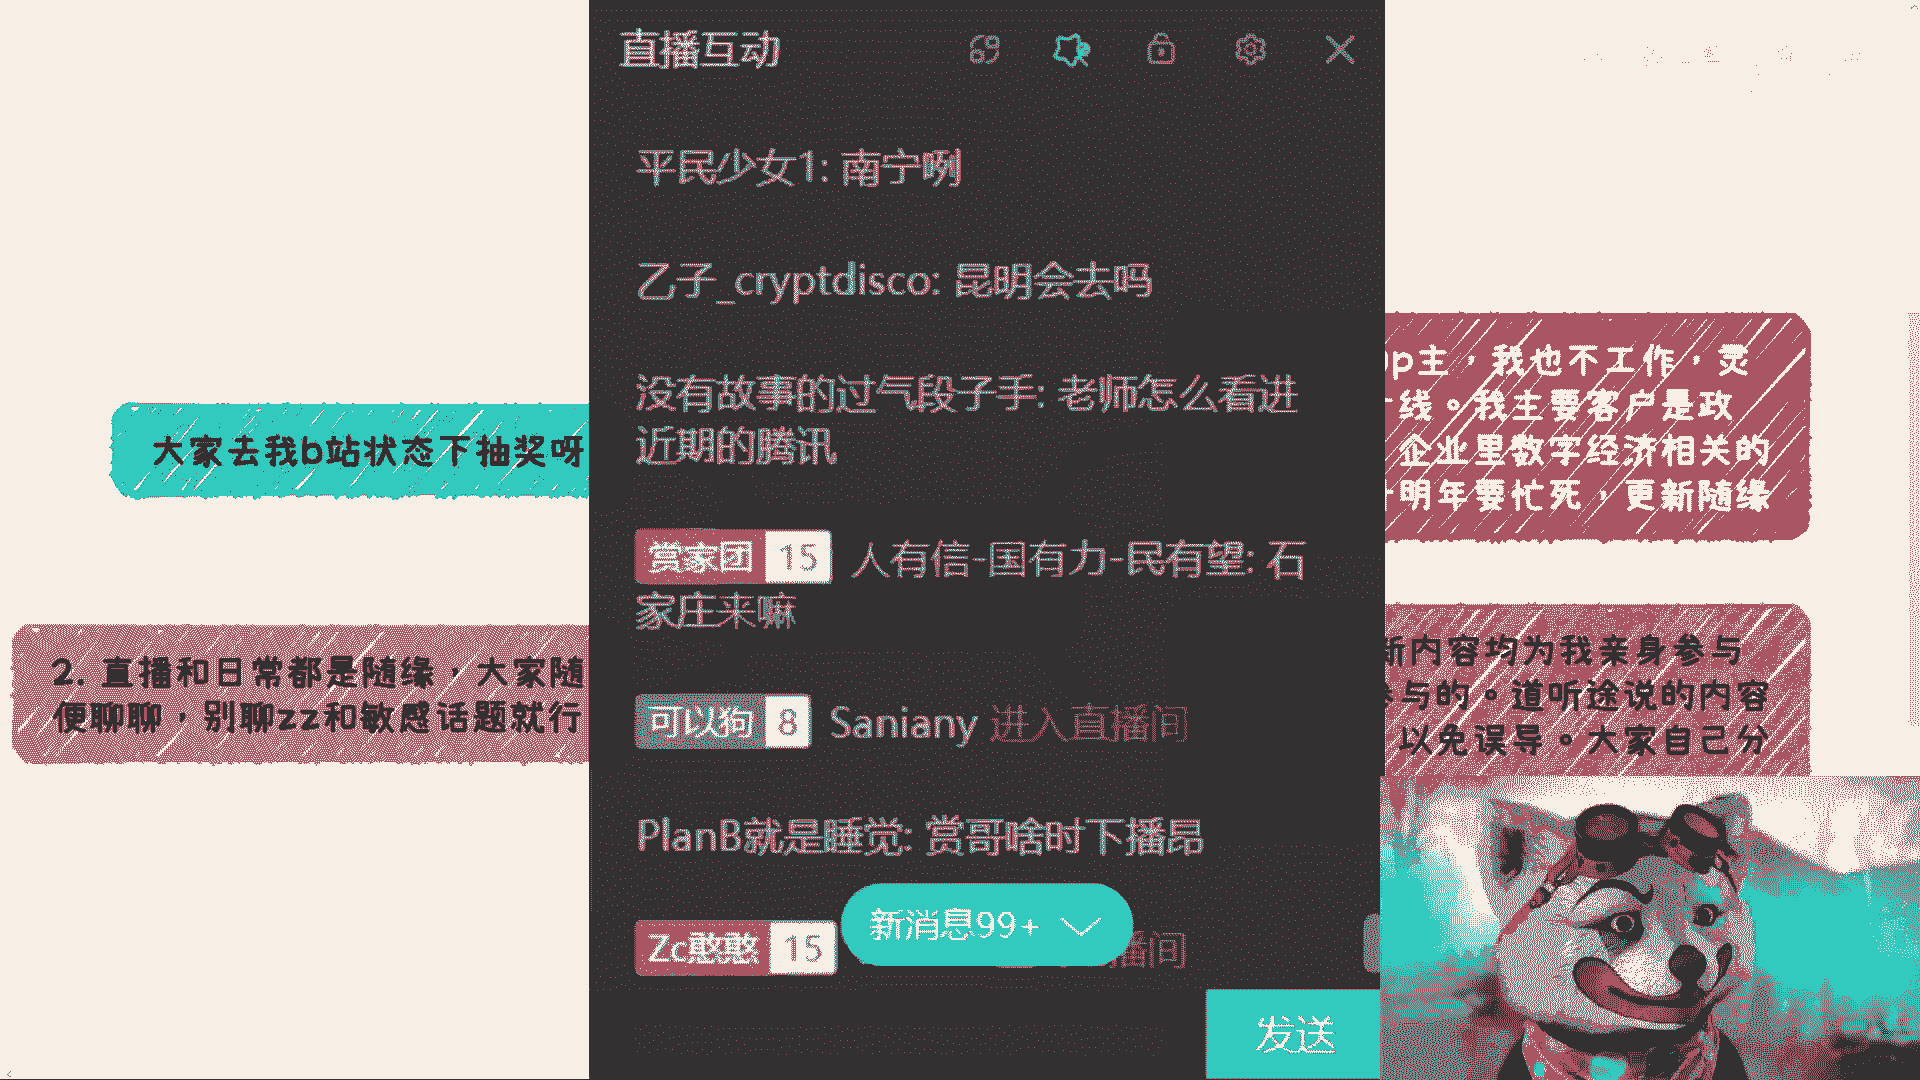 直播互动
平民少女1: 南宁咧
乙子_cryptdisco: 昆明会去吗
没有故事的过气段子手: 老师怎么看进
近期的腾讯
赏家团 15 人有信-国有力-民有望: 石
家庄来嘛
可以狗 8 Saniany 进入直播间
PlanB就是睡觉: 赏哥啥时下播昂
Zc憨憨 15 播间
新消息99+
发送
大家去我b站状态下抽奖呀
2. 直播和日常都是随缘，大家随
便聊聊，别聊zz和敏感话题就行
p主，我也不工作，灵
线。我主要客户是政
企业里数字经济相关的
明年要忙死，更新随缘
新内容均为我亲身参与
参与的。道听途说的内容
以免误导。大家自己分